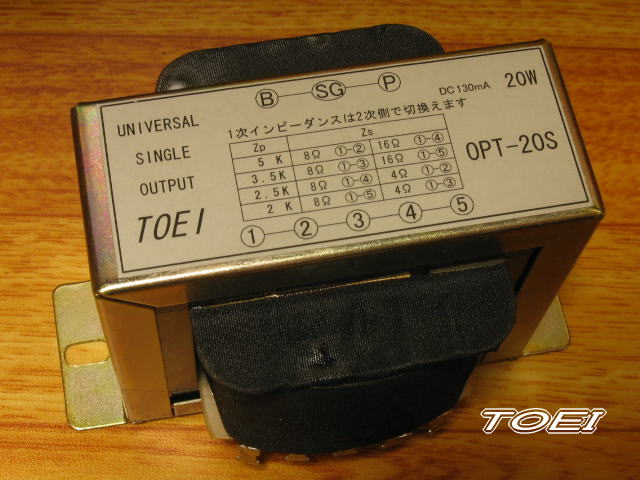 B SG P
DC130mA 20W
UNIVERSAL
SINGLE
OUTPUT
TOEI
1次インピーダンスは2次側で切換えます
Zp Zs
5 K 8Ω ①-② 16Ω ①-④
3.5K 8Ω ①-③ 16Ω ①-⑤
2.5K 8Ω ①-④ 4Ω ①-②
2 K 8Ω ①-⑤ 4Ω ①-③
OPT-20S
① ② ③ ④ ⑤
TOEI